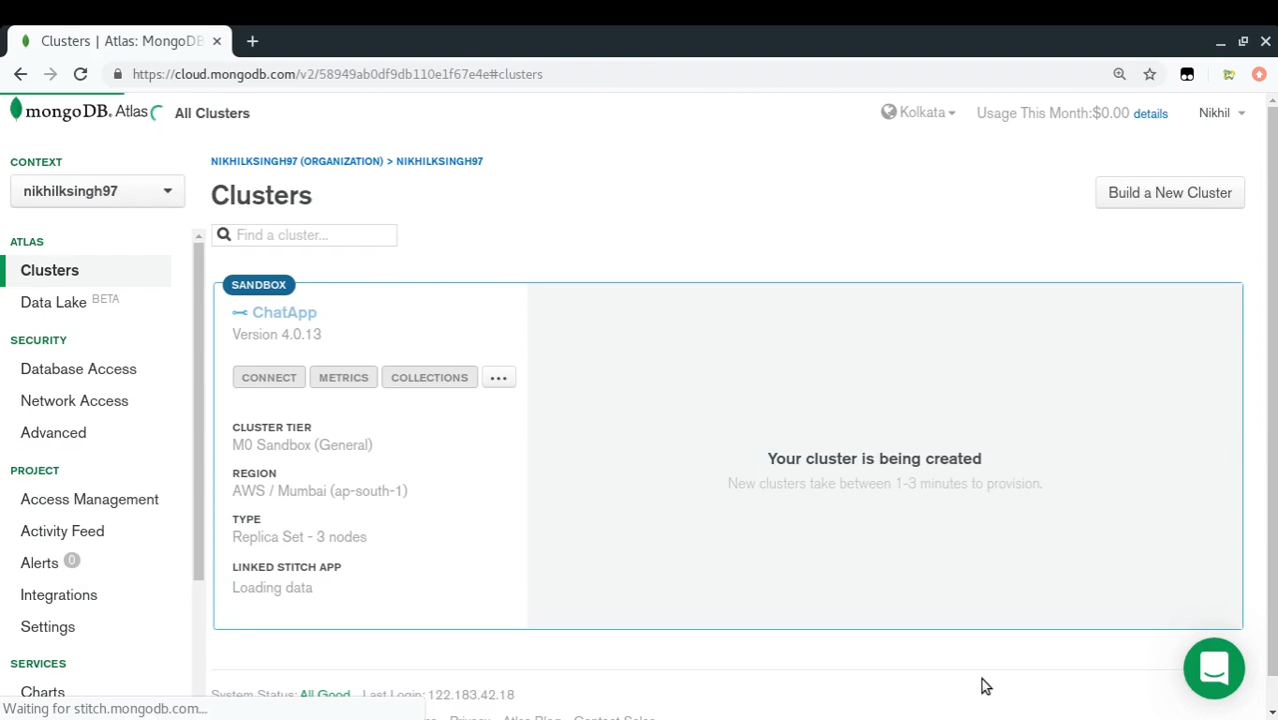 Clusters | Atlas: MongoDB
https://cloud.mongodb.com/v2/58949ab0df9db110e1f67e4e#clusters
mongoDB. Atlas All Clusters Kolkata Usage This Month:$0.00 details Nikhil
CONTEXT
nikhilksingh97
ATLAS
Clusters
Data Lake BETA
SECURITY
Database Access
Network Access
Advanced
PROJECT
Access Management
Activity Feed
Alerts 0
Integrations
Settings
SERVICES
Charts
NIKHILKSINGH97 (ORGANIZATION) > NIKHILKSINGH97
Clusters
Build a New Cluster
Find a cluster...
SANDBOX
ChatApp
Version 4.0.13
CONNECT METRICS COLLECTIONS ...
CLUSTER TIER
M0 Sandbox (General)
REGION
AWS / Mumbai (ap-south-1)
TYPE
Replica Set - 3 nodes
LINKED STITCH APP
Loading data
Your cluster is being created
New clusters take between 1-3 minutes to provision.
System Status: All Good Last Login: 122.183.42.18
Privacy Atlas Blog Contact Sales
Waiting for stitch.mongodb.com...